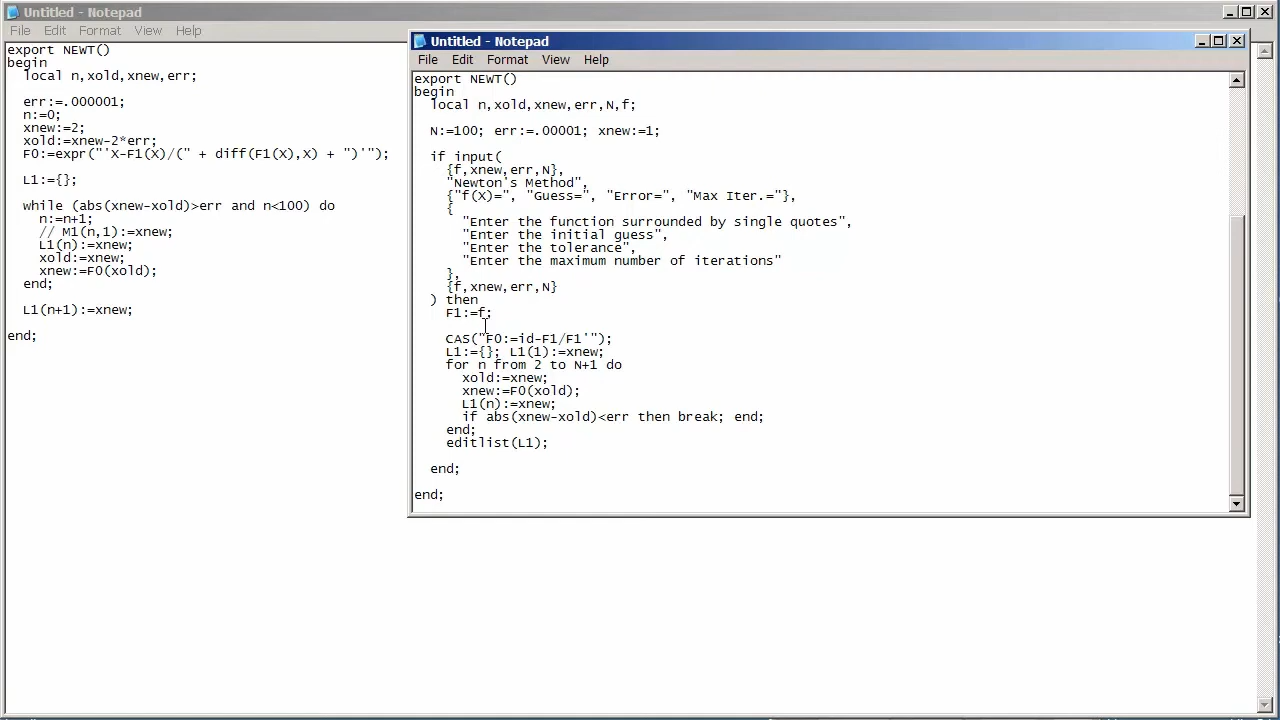 Untitled - Notepad
File Edit Format View Help
export NEWT()
begin
local n,xold,xnew,err;
err:=.000001;
n:=0;
xnew:=2;
xold:=xnew-2*err;
F0:=expr("'X-F1(X)/(" + diff(F1(X),X) + ")'");
L1:={};
while (abs(xnew-xold)>err and n<100) do
n:=n+1;
// M1(n,1):=xnew;
L1(n):=xnew;
xold:=xnew;
xnew:=F0(xold);
end;
L1(n+1):=xnew;
end;
Untitled - Notepad
File Edit Format View Help
export NEWT()
begin
local n,xold,xnew,err,N,f;
N:=100; err:=.00001; xnew:=1;
if input(
{f,xnew,err,N},
"Newton's Method",
{"f(X)=", "Guess=", "Error=", "Max Iter.="},
{
"Enter the function surrounded by single quotes",
"Enter the initial guess",
"Enter the tolerance",
"Enter the maximum number of iterations"
},
{f,xnew,err,N}
) then
F1:=f;
CAS("F0:=id-F1/F1'");
L1:={}; L1(1):=xnew;
for n from 2 to N+1 do
xold:=xnew;
xnew:=F0(xold);
L1(n):=xnew;
if abs(xnew-xold)<err then break; end;
end;
editlist(L1);
end;
end;